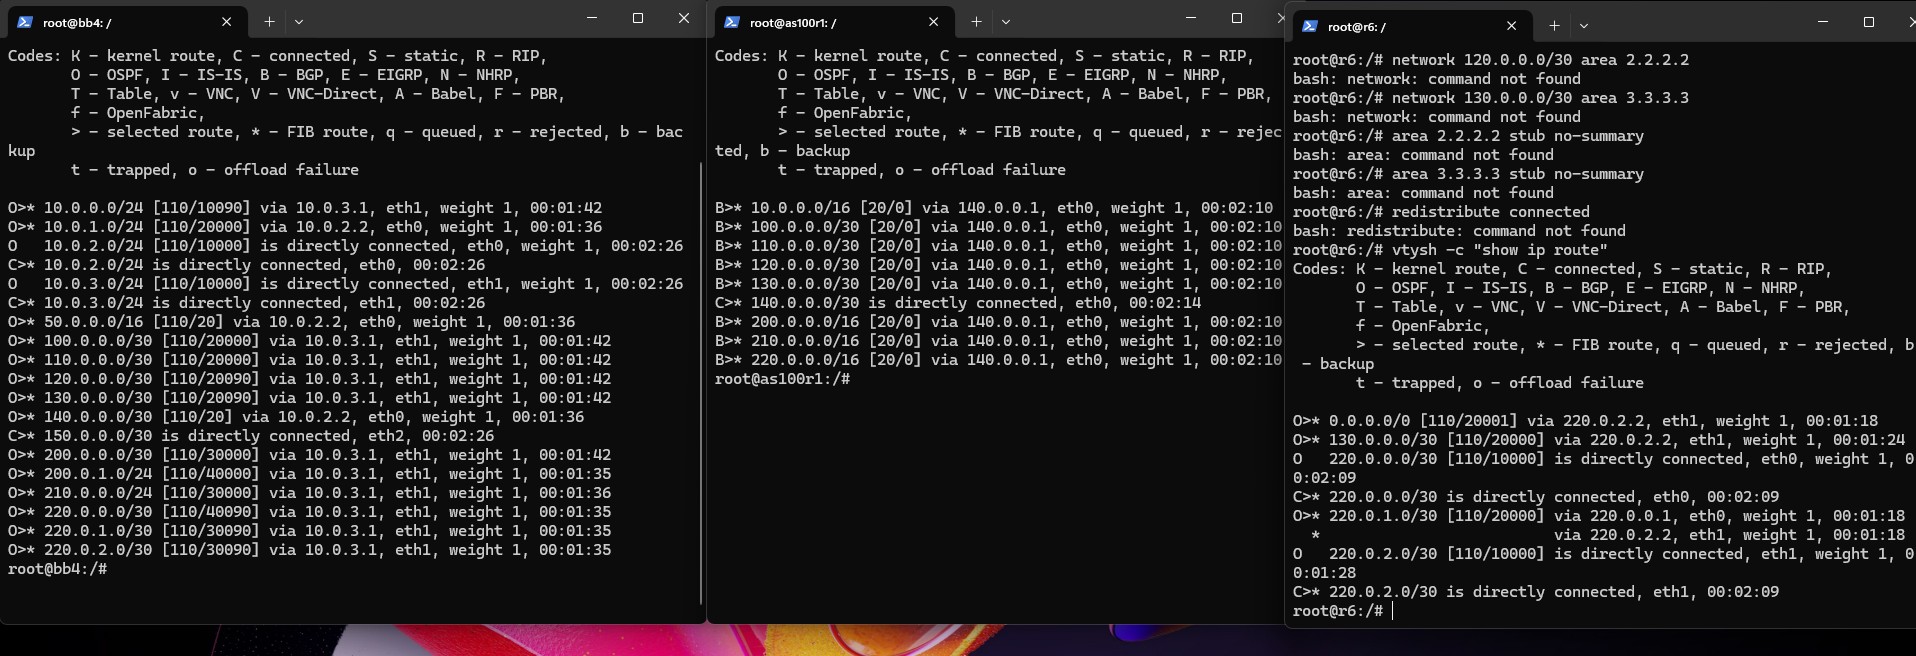 root@bb4: /
Codes: K - kernel route, C - connected, S - static, R - RIP,
O - OSPF, I - IS-IS, B - BGP, E - EIGRP, N - NHRP,
T - Table, v - VNC, V - VNC-Direct, A - Babel, F - PBR,
f - OpenFabric,
> - selected route, * - FIB route, q - queued, r - rejected, b - bac
kup
t - trapped, o - offload failure
O>* 10.0.0.0/24 [110/10090] via 10.0.3.1, eth1, weight 1, 00:01:42
O>* 10.0.1.0/24 [110/20000] via 10.0.2.2, eth0, weight 1, 00:01:36
O   10.0.2.0/24 [110/10000] is directly connected, eth0, weight 1, 00:02:26
C>* 10.0.2.0/24 is directly connected, eth0, 00:02:26
O   10.0.3.0/24 [110/10000] is directly connected, eth1, weight 1, 00:02:26
C>* 10.0.3.0/24 is directly connected, eth1, 00:02:26
O>* 50.0.0.0/16 [110/20] via 10.0.2.2, eth0, weight 1, 00:01:36
O>* 100.0.0.0/30 [110/20000] via 10.0.3.1, eth1, weight 1, 00:01:42
O>* 110.0.0.0/30 [110/20000] via 10.0.3.1, eth1, weight 1, 00:01:42
O>* 120.0.0.0/30 [110/20090] via 10.0.3.1, eth1, weight 1, 00:01:42
O>* 130.0.0.0/30 [110/20090] via 10.0.3.1, eth1, weight 1, 00:01:42
O>* 140.0.0.0/30 [110/20] via 10.0.2.2, eth0, weight 1, 00:01:36
C>* 150.0.0.0/30 is directly connected, eth2, 00:02:26
O>* 200.0.0.0/30 [110/30000] via 10.0.3.1, eth1, weight 1, 00:01:42
O>* 200.0.1.0/24 [110/40000] via 10.0.3.1, eth1, weight 1, 00:01:35
O>* 210.0.0.0/24 [110/30000] via 10.0.3.1, eth1, weight 1, 00:01:36
O>* 220.0.0.0/30 [110/40090] via 10.0.3.1, eth1, weight 1, 00:01:35
O>* 220.0.1.0/30 [110/30090] via 10.0.3.1, eth1, weight 1, 00:01:35
O>* 220.0.2.0/30 [110/30090] via 10.0.3.1, eth1, weight 1, 00:01:35
root@bb4:/#
root@as100r1: /
Codes: K - kernel route, C - connected, S - static, R - RIP,
O - OSPF, I - IS-IS, B - BGP, E - EIGRP, N - NHRP,
T - Table, v - VNC, V - VNC-Direct, A - Babel, F - PBR,
f - OpenFabric,
> - selected route, * - FIB route, q - queued, r - rejec
ted, b - backup
t - trapped, o - offload failure
B>* 10.0.0.0/16 [20/0] via 140.0.0.1, eth0, weight 1, 00:02:10
B>* 100.0.0.0/30 [20/0] via 140.0.0.1, eth0, weight 1, 00:02:10
B>* 110.0.0.0/30 [20/0] via 140.0.0.1, eth0, weight 1, 00:02:10
B>* 120.0.0.0/30 [20/0] via 140.0.0.1, eth0, weight 1, 00:02:10
B>* 130.0.0.0/30 [20/0] via 140.0.0.1, eth0, weight 1, 00:02:10
C>* 140.0.0.0/30 is directly connected, eth0, 00:02:14
B>* 200.0.0.0/16 [20/0] via 140.0.0.1, eth0, weight 1, 00:02:10
B>* 210.0.0.0/16 [20/0] via 140.0.0.1, eth0, weight 1, 00:02:10
B>* 220.0.0.0/16 [20/0] via 140.0.0.1, eth0, weight 1, 00:02:10
root@as100r1:/#
root@r6: /
root@r6:/# network 120.0.0.0/30 area 2.2.2.2
bash: network: command not found
root@r6:/# network 130.0.0.0/30 area 3.3.3.3
bash: network: command not found
root@r6:/# area 2.2.2.2 stub no-summary
bash: area: command not found
root@r6:/# area 3.3.3.3 stub no-summary
bash: area: command not found
root@r6:/# redistribute connected
bash: redistribute: command not found
root@r6:/# vtysh -c "show ip route"
Codes: K - kernel route, C - connected, S - static, R - RIP,
O - OSPF, I - IS-IS, B - BGP, E - EIGRP, N - NHRP,
T - Table, v - VNC, V - VNC-Direct, A - Babel, F - PBR,
f - OpenFabric,
> - selected route, * - FIB route, q - queued, r - rejected, b
- backup
t - trapped, o - offload failure
O>* 0.0.0.0/0 [110/20001] via 220.0.2.2, eth1, weight 1, 00:01:18
O>* 130.0.0.0/30 [110/20000] via 220.0.2.2, eth1, weight 1, 00:01:24
O   220.0.0.0/30 [110/10000] is directly connected, eth0, weight 1, 0
0:02:09
C>* 220.0.0.0/30 is directly connected, eth0, 00:02:09
O>* 220.0.1.0/30 [110/20000] via 220.0.0.1, eth0, weight 1, 00:01:18
* via 220.0.2.2, eth1, weight 1, 00:01:18
O   220.0.2.0/30 [110/10000] is directly connected, eth1, weight 1, 0
0:01:28
C>* 220.0.2.0/30 is directly connected, eth1, 00:02:09
root@r6:/#